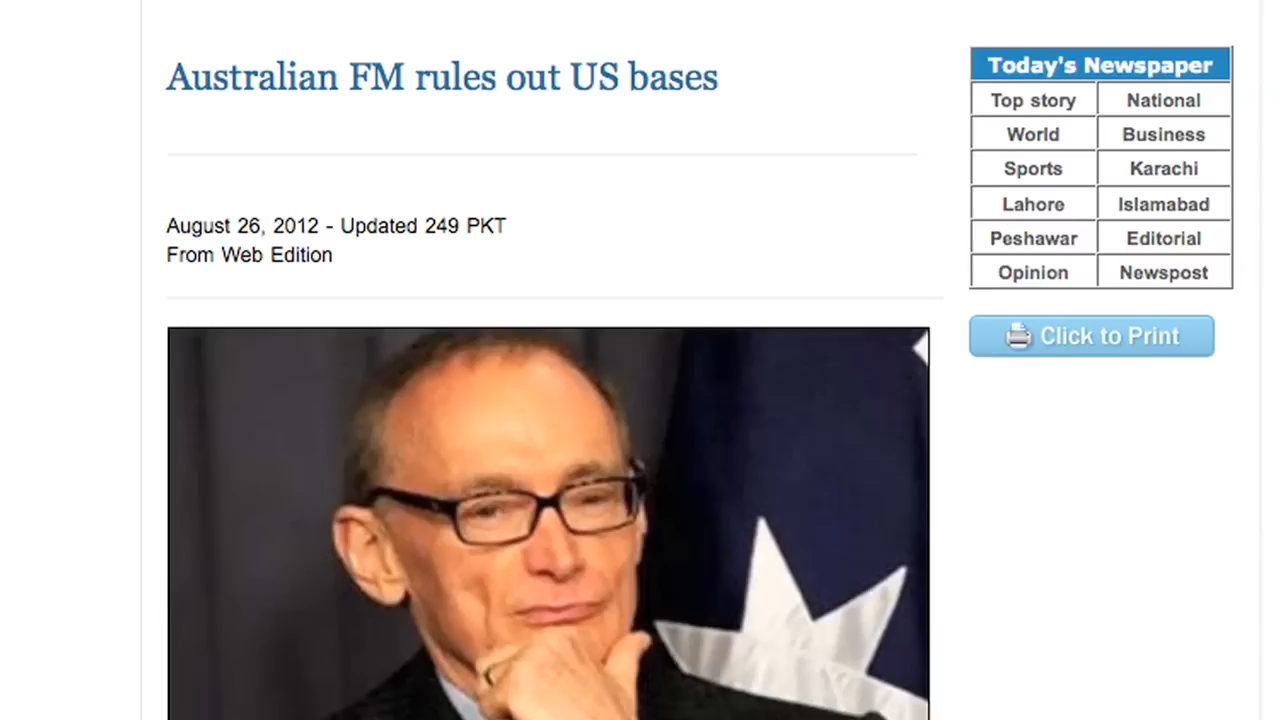 Australian FM rules out US bases
August 26, 2012 - Updated 249 PKT
From Web Edition
Today's Newspaper
Top story National
World Business
Sports Karachi
Lahore Islamabad
Peshawar Editorial
Opinion Newspost
Click to Print